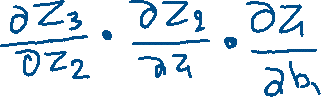 ∂Z₃/∂Z₂ · ∂Z₂/∂Z₁ · ∂Z₁/∂b₁